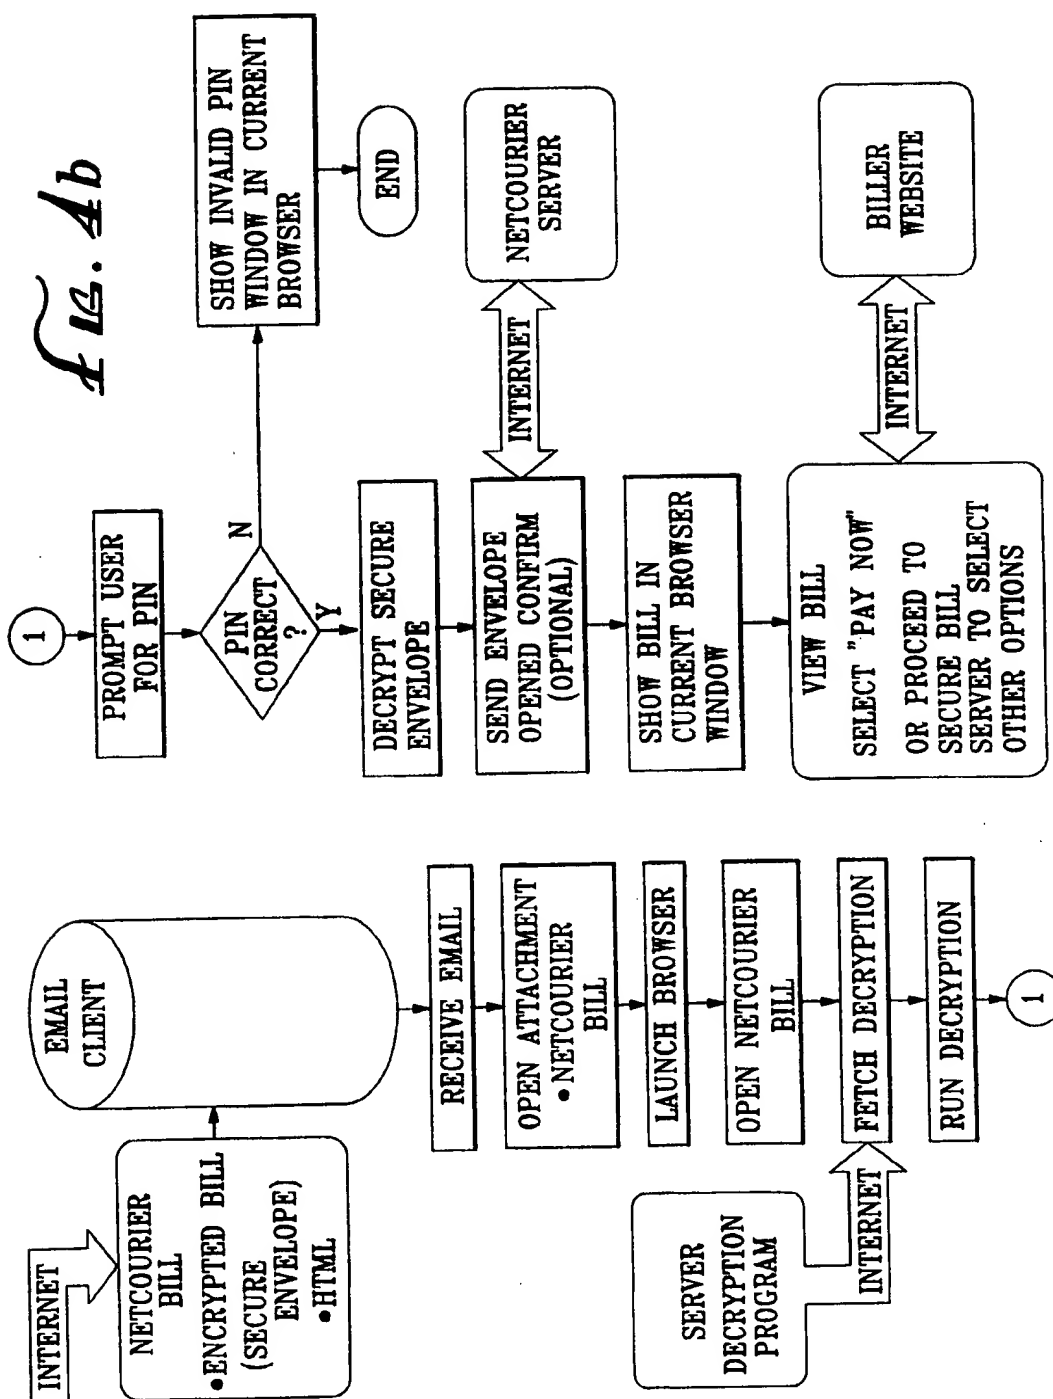 FIG. 4b
INTERNET
NETCOURIER
BILL
•ENCRYPTED BILL
(SECURE
ENVELOPE)
•HTML
EMAIL
CLIENT
RECEIVE EMAIL
OPEN ATTACHMENT
•NETCOURIER
BILL
LAUNCH BROWSER
OPEN NETCOURIER
BILL
SERVER
DECRYPTION
PROGRAM
INTERNET
FETCH DECRYPTION
RUN DECRYPTION
1
1
PROMPT USER
FOR PIN
PIN
CORRECT
?
N
Y
SHOW INVALID PIN
WINDOW IN CURRENT
BROWSER
END
DECRYPT SECURE
ENVELOPE
SEND ENVELOPE
OPENED CONFIRM
(OPTIONAL)
INTERNET
NETCOURIER
SERVER
SHOW BILL IN
CURRENT BROWSER
WINDOW
VIEW BILL
SELECT "PAY NOW"
OR PROCEED TO
SECURE BILL
SERVER TO SELECT
OTHER OPTIONS
INTERNET
BILLER
WEBSITE